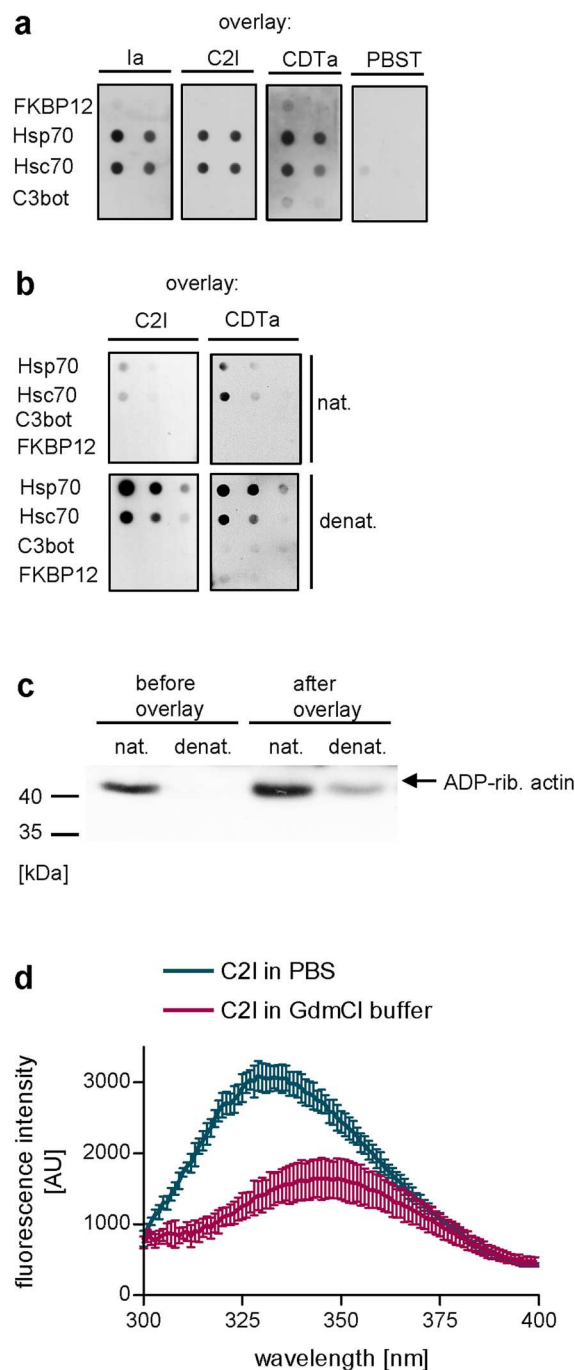 a
overlay:
Ia C2I CDTa PBST
FKBP12
Hsp70
Hsc70
C3bot
b
overlay:
C2I CDTa
Hsp70
Hsc70
C3bot
FKBP12
nat.
Hsp70
Hsc70
C3bot
FKBP12
denat.
c
before overlay after overlay
nat. denat. nat. denat.
40
35
[kDa]
ADP-rib. actin
d
C2I in PBS
C2I in GdmCl buffer
fluorescence intensity
[AU]
3000
2000
1000
0
300 325 350 375 400
wavelength [nm]